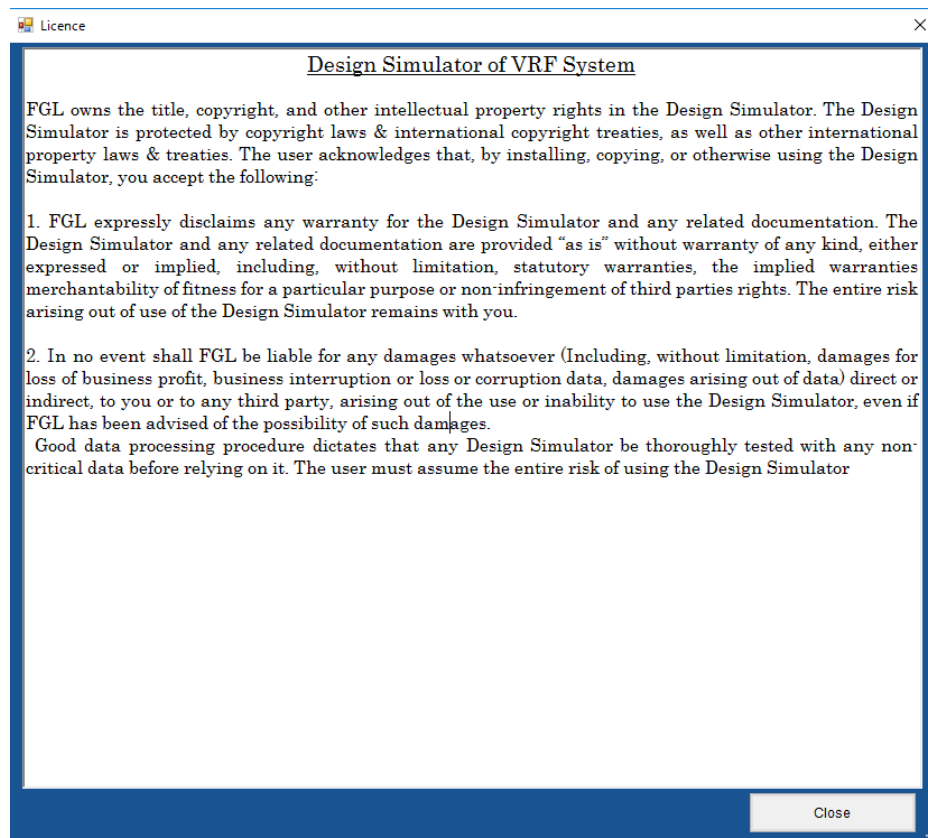 Licence
Design Simulator of VRF System
FGL owns the title, copyright, and other intellectual property rights in the Design Simulator. The Design
Simulator is protected by copyright laws & international copyright treaties, as well as other international
property laws & treaties. The user acknowledges that, by installing, copying, or otherwise using the Design
Simulator, you accept the following:
1. FGL expressly disclaims any warranty for the Design Simulator and any related documentation. The
Design Simulator and any related documentation are provided “as is” without warranty of any kind, either
expressed or implied, including, without limitation, statutory warranties, the implied warranties
merchantability of fitness for a particular purpose or non-infringement of third parties rights. The entire risk
arising out of use of the Design Simulator remains with you.
2. In no event shall FGL be liable for any damages whatsoever (Including, without limitation, damages for
loss of business profit, business interruption or loss or corruption data, damages arising out of data) direct or
indirect, to you or to any third party, arising out of the use or inability to use the Design Simulator, even if
FGL has been advised of the possibility of such damages.
Good data processing procedure dictates that any Design Simulator be thoroughly tested with any non-
critical data before relying on it. The user must assume the entire risk of using the Design Simulator
Close